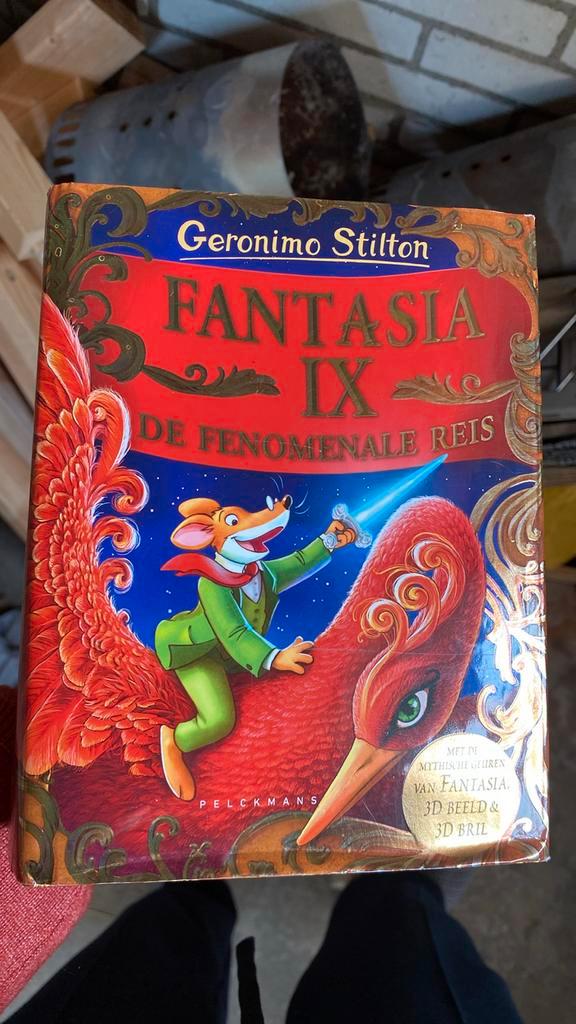 Geronimo Stilton
FANTASIA
IX
DE FENOMENALE REIS
PELCKMANS
MET DE
MYTHISCHE GEUREN
VAN FANTASIA,
3D BEELD &
3D BRIL